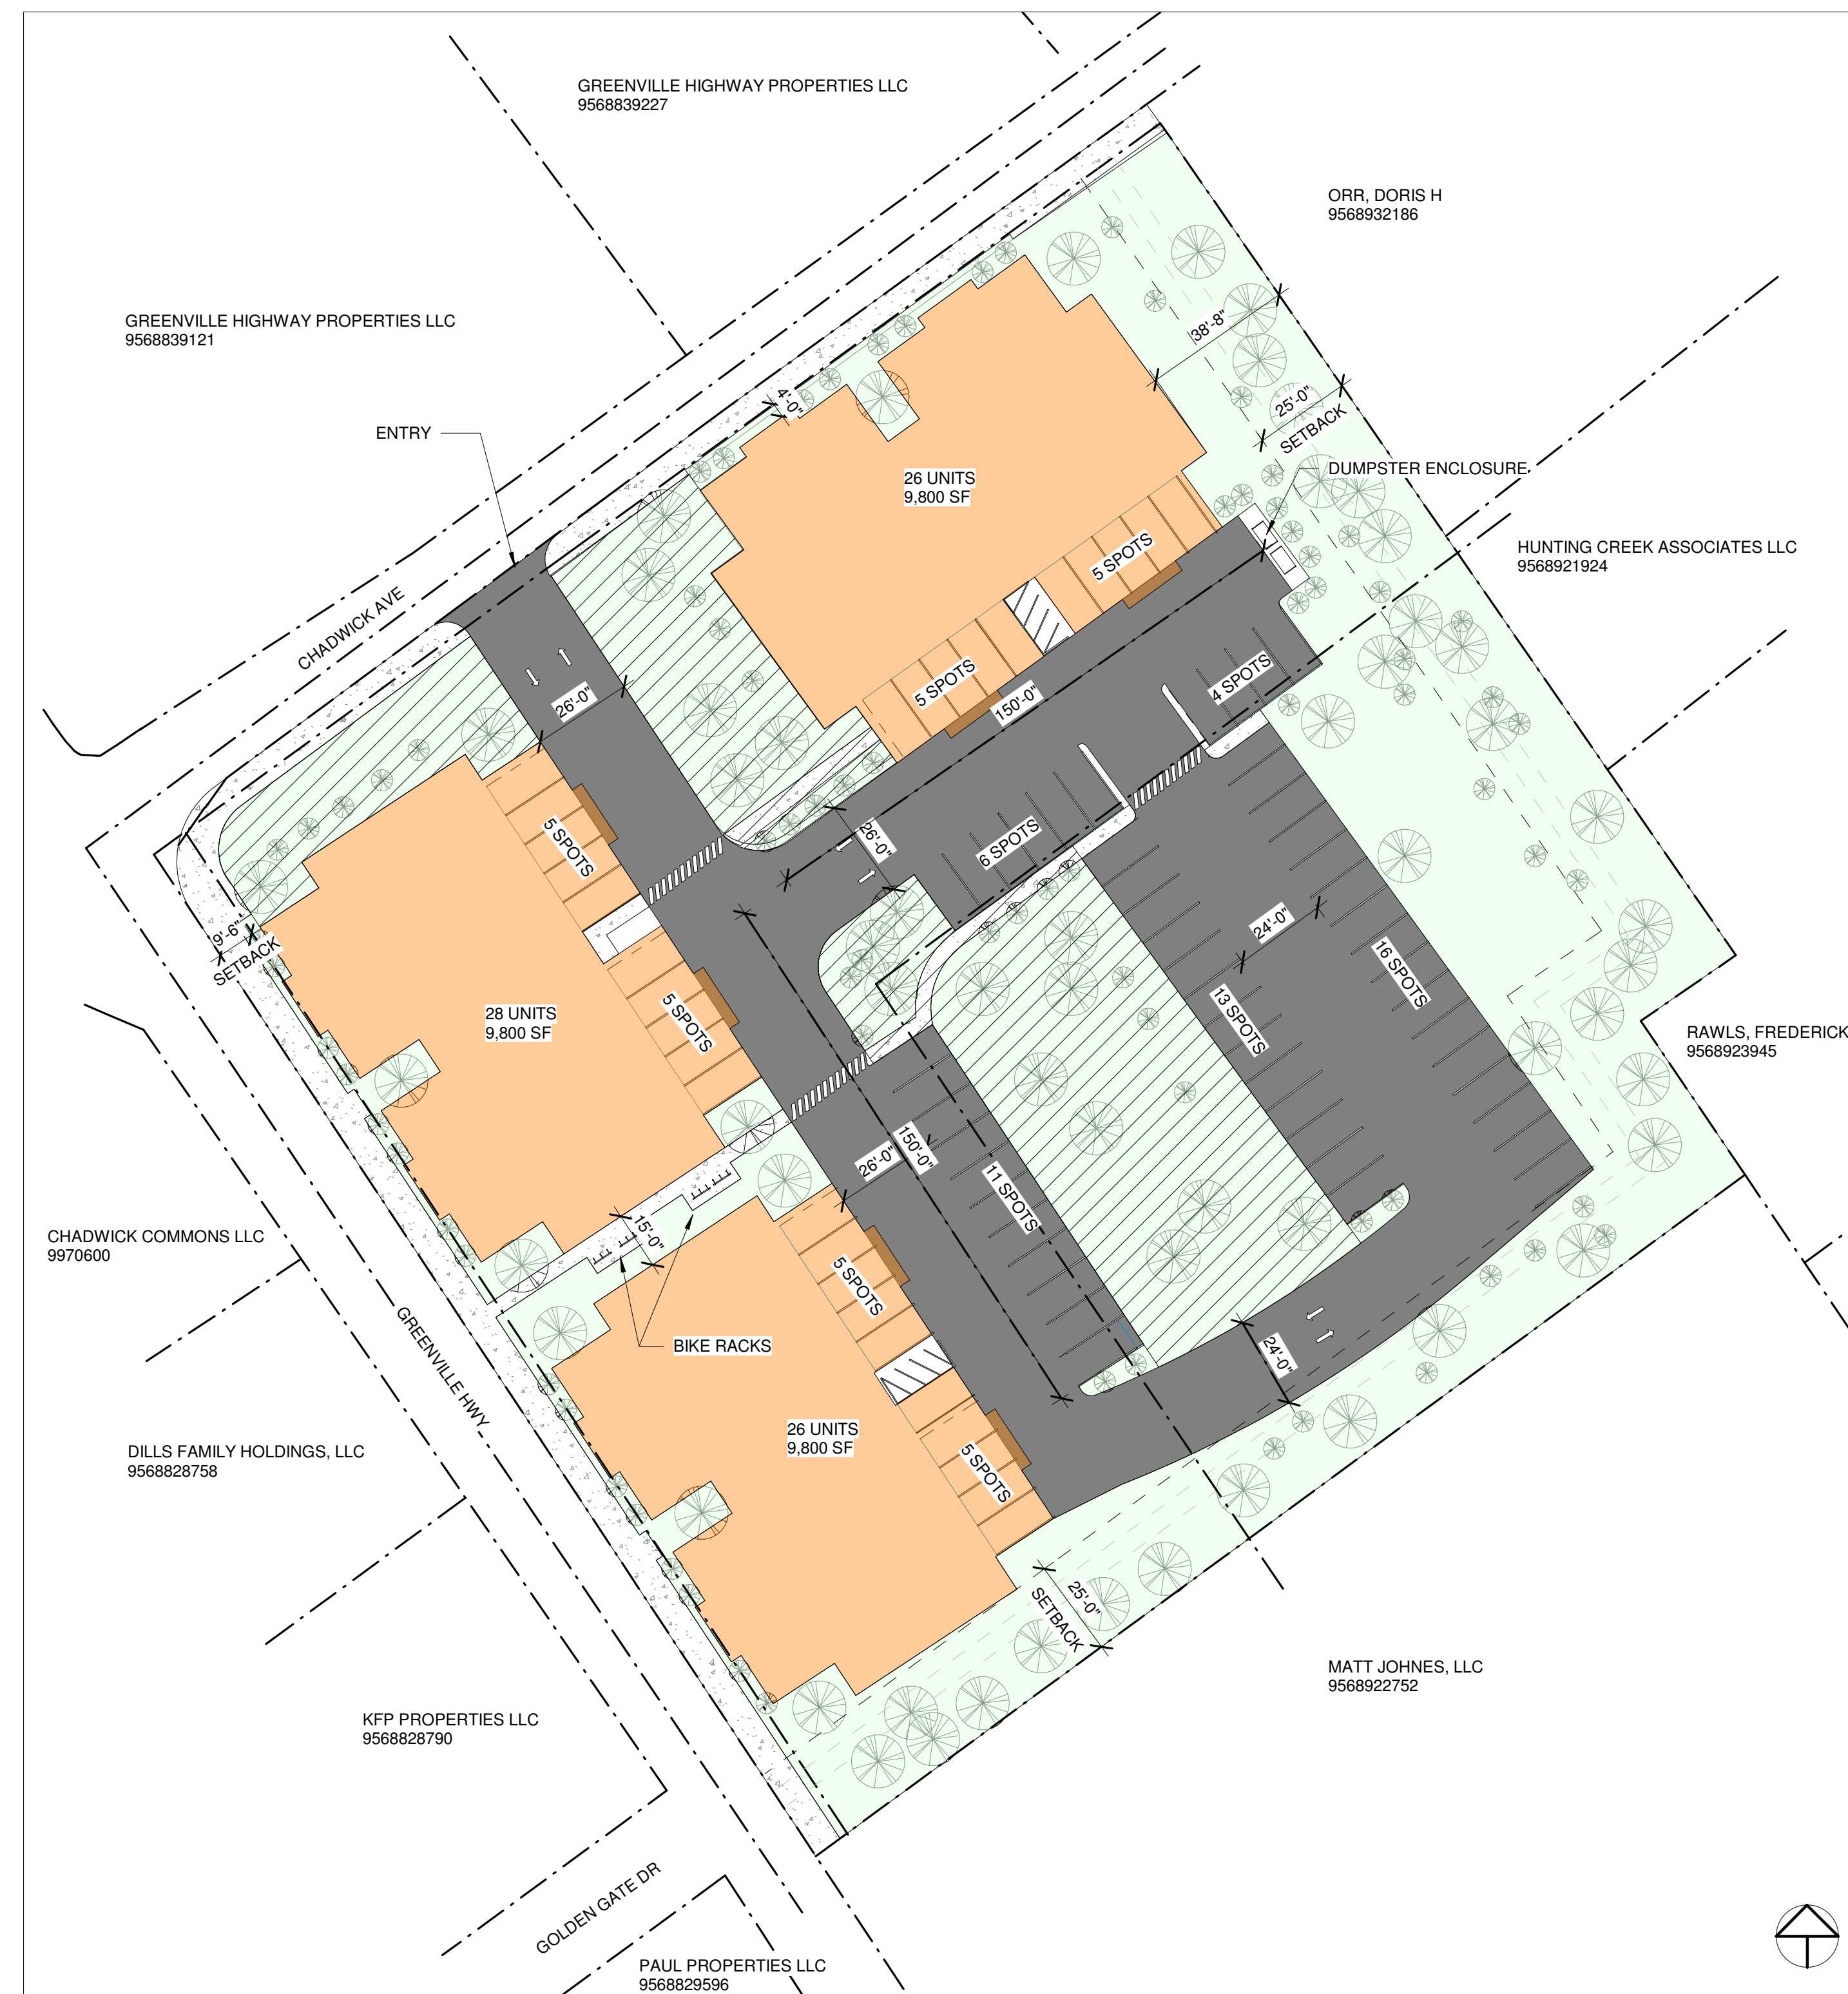 GREENVILLE HIGHWAY PROPERTIES LLC
9568839227
ORR, DORIS H
9568932186
GREENVILLE HIGHWAY PROPERTIES LLC
9568839121
38'-8"
4'-0"
25'-0"
SETBACK
ENTRY
DUMPSTER ENCLOSURE
26 UNITS
9,800 SF
HUNTING CREEK ASSOCIATES LLC
9568921924
5 SPOTS
CHADWICK AVE
5 SPOTS
4 SPOTS
26'-0"
150'-0"
5 SPOTS
26'-0"
6 SPOTS
9'-6"
SETBACK
24'-0"
16 SPOTS
28 UNITS
9,800 SF
5 SPOTS
13 SPOTS
RAWLS, FREDERICK
9568923945
26'-0"
150'-0"
11 SPOTS
CHADWICK COMMONS LLC
9970600
15'-0"
5 SPOTS
BIKE RACKS
24'-0"
GREENVILLE HWY
26 UNITS
9,800 SF
DILLS FAMILY HOLDINGS, LLC
9568828758
5 SPOTS
25'-0"
SETBACK
MATT JOHNES, LLC
9568922752
KFP PROPERTIES LLC
9568828790
GOLDEN GATE DR
PAUL PROPERTIES LLC
9568829596